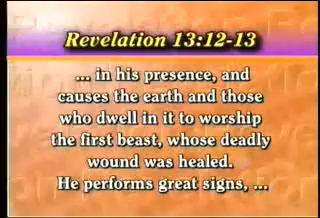 Revelation 13:12-13
... in his presence, and
causes the earth and those
who dwell in it to worship
the first beast, whose deadly
wound was healed.
He performs great signs, ...